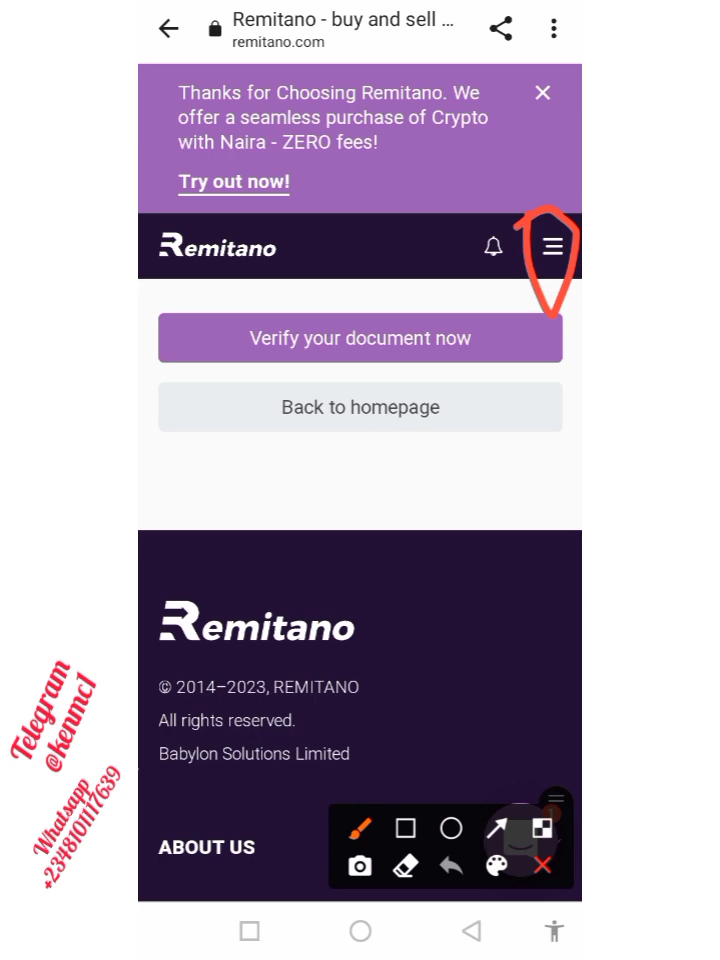 Remitano - buy and sell ...
remitano.com
Thanks for Choosing Remitano. We
offer a seamless purchase of Crypto
with Naira - ZERO fees!
Try out now!
Remitano
Verify your document now
Back to homepage
Remitano
© 2014–2023, REMITANO
All rights reserved.
Babylon Solutions Limited
ABOUT US
Telegram
@kenmc1
Whatsapp
+2348101117639